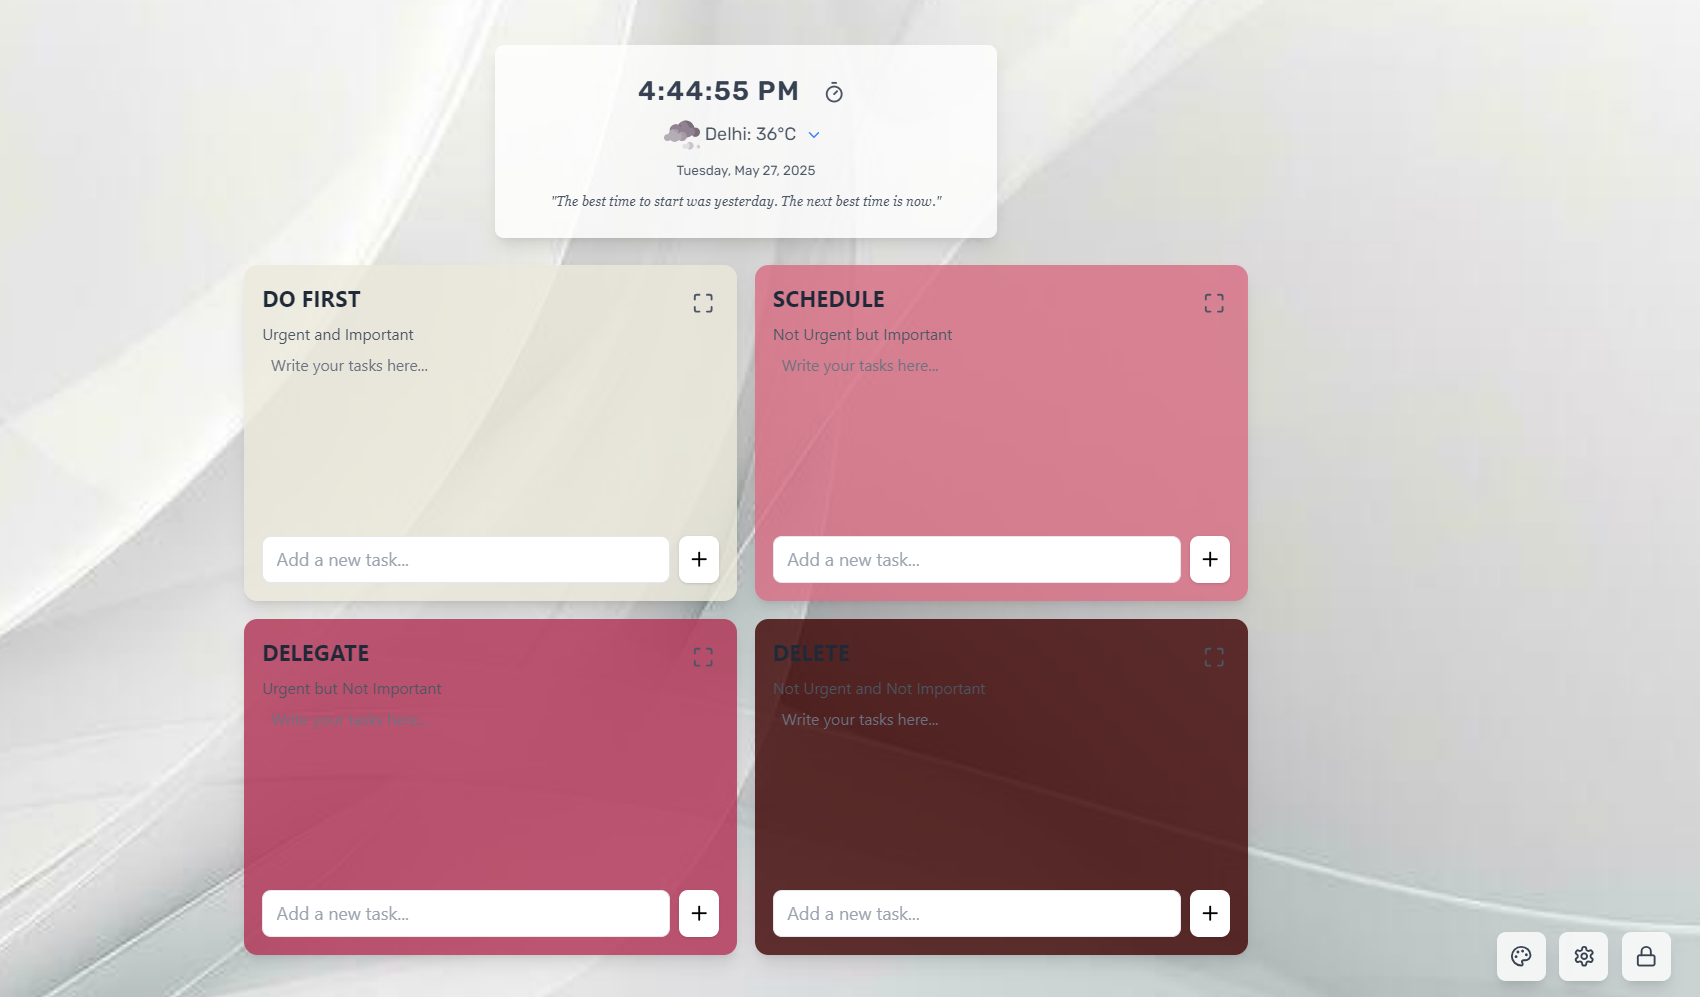 4:44:55 PM
Delhi: 36°C
Tuesday, May 27, 2025
"The best time to start was yesterday. The next best time is now."
DO FIRST
Urgent and Important
Write your tasks here...
Add a new task...
SCHEDULE
Not Urgent but Important
Write your tasks here...
Add a new task...
DELEGATE
Urgent but Not Important
Write your tasks here...
Add a new task...
DELETE
Not Urgent and Not Important
Write your tasks here...
Add a new task...